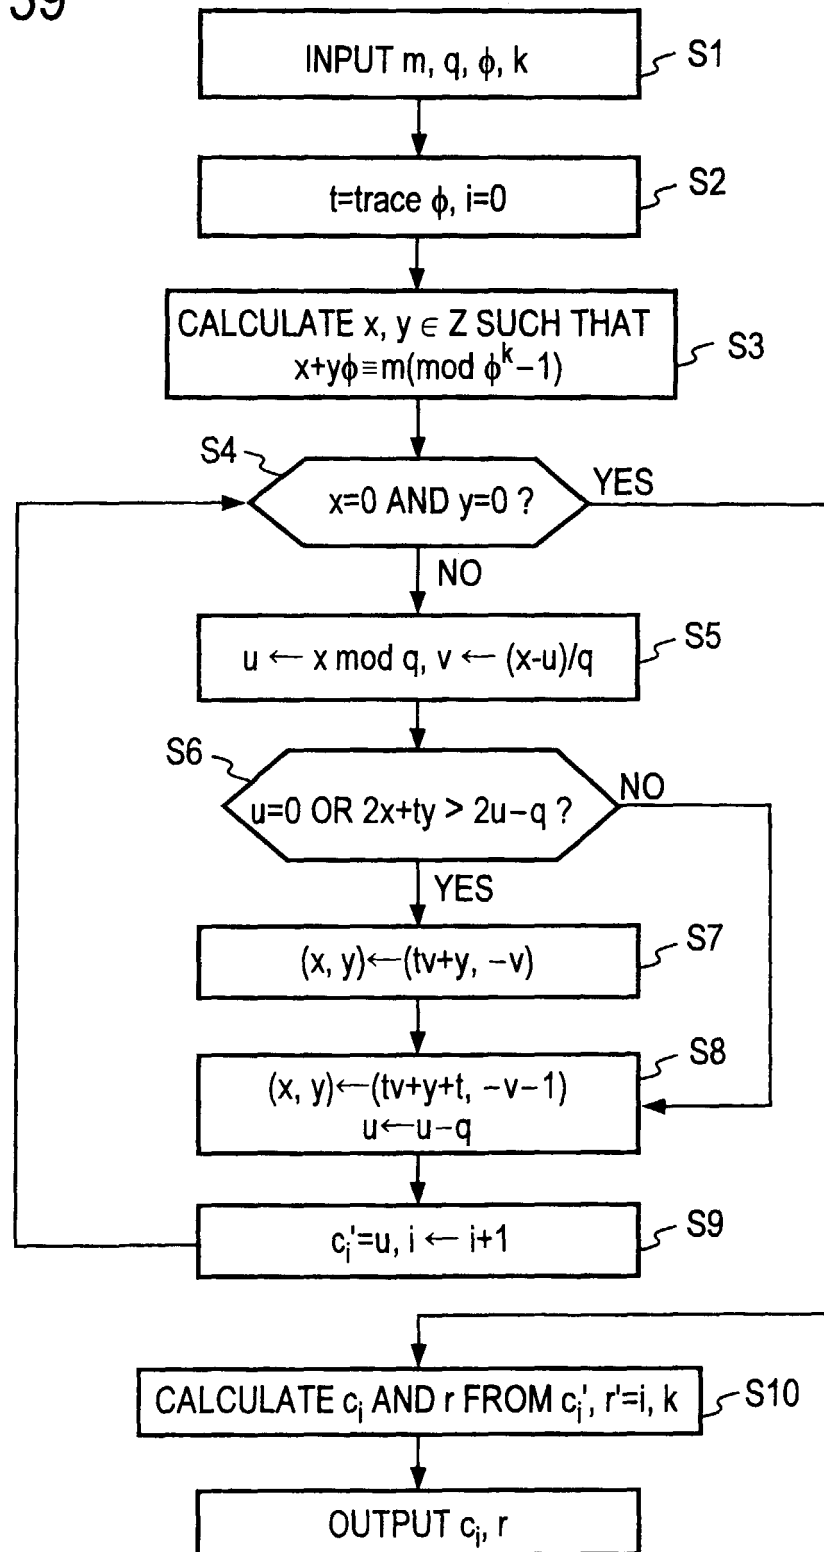 39
INPUT m, q, ϕ, k
S1
t=trace ϕ, i=0
S2
CALCULATE x, y ∈ Z SUCH THAT
x+yϕ≡m(mod ϕ^k−1)
S3
S4
x=0 AND y=0 ?
YES
NO
u ← x mod q, v ← (x-u)/q
S5
S6
u=0 OR 2x+ty > 2u−q ?
NO
YES
(x, y)←(tv+y, −v)
S7
(x, y)←(tv+y+t, −v−1)
u←u−q
S8
c_i'=u, i ← i+1
S9
CALCULATE c_i AND r FROM c_i', r'=i, k
S10
OUTPUT c_i, r